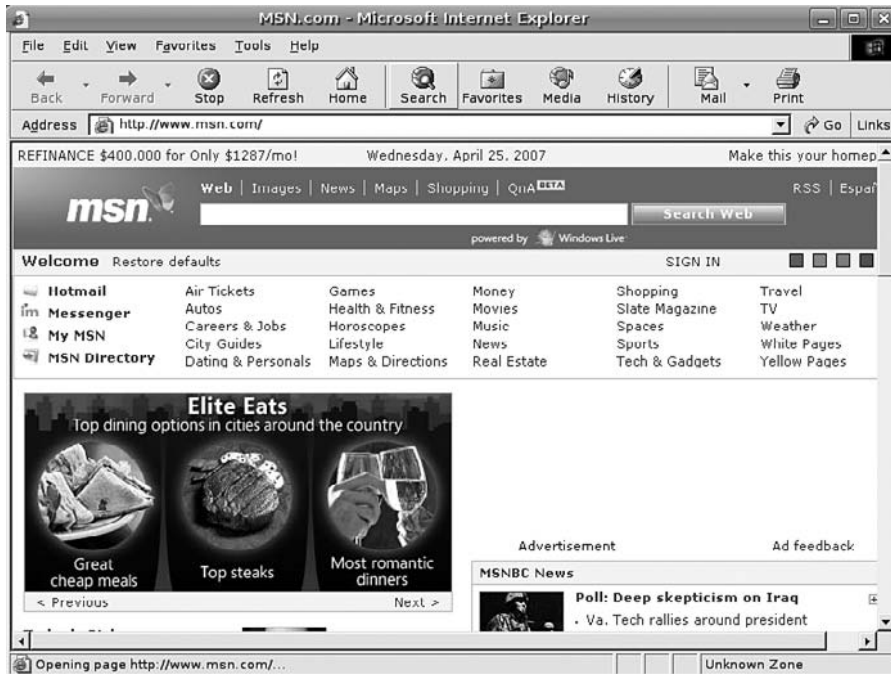 MSN.com - Microsoft Internet Explorer
File Edit View Favorites Tools Help
Back Forward Stop Refresh Home Search Favorites Media History Mail Print
Address http://www.msn.com/ Go Links
REFINANCE $400.000 for Only $1287/mo! Wednesday, April 25, 2007 Make this your homep
msn
Web | Images | News | Maps | Shopping | QnA BETA RSS | Españ
Search Web
powered by Windows Live
Welcome Restore defaults SIGN IN
Hotmail Air Tickets Games Money Shopping Travel
Messenger Autos Health & Fitness Movies Slate Magazine TV
My MSN Careers & Jobs Horoscopes Music Spaces Weather
MSN Directory City Guides Lifestyle News Sports White Pages
Dating & Personals Maps & Directions Real Estate Tech & Gadgets Yellow Pages
Elite Eats
Top dining options in cities around the country
Great cheap meals
Top steaks
Most romantic dinners
< Previous Next >
Advertisement Ad feedback
MSNBC News
Poll: Deep skepticism on Iraq
Va. Tech rallies around president
Opening page http://www.msn.com/... Unknown Zone